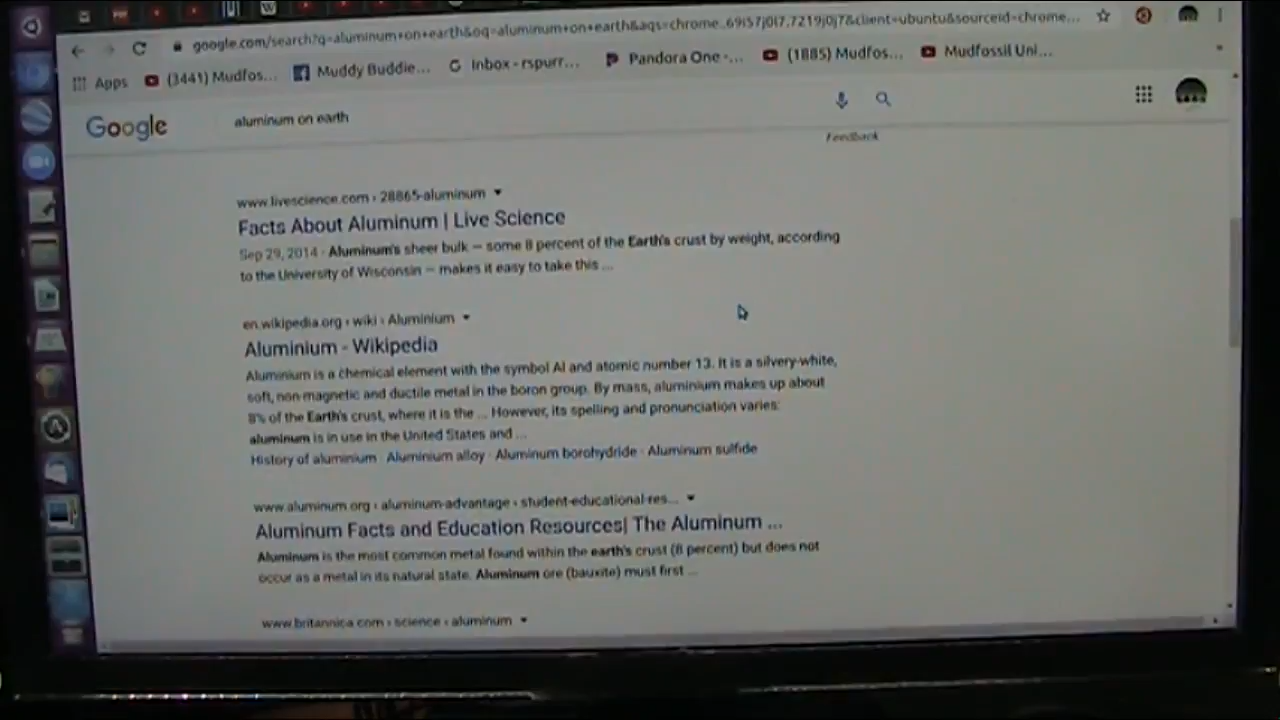 google.com/search?q=aluminum+on+earth&oq=aluminum+on+earth&aqs=chrome..69i57j0l7.7219j0j7&client=ubuntu&sourceid=chrome...
Apps (3441) Mudfos... Muddy Buddie... Inbox - rspurr... Pandora One -... (1885) Mudfos... Mudfossil Uni...
Google aluminum on earth
Feedback
www.livescience.com › 28865-aluminum
Facts About Aluminum | Live Science
Sep 29, 2014 - Aluminum's sheer bulk — some 8 percent of the Earth's crust by weight, according
to the University of Wisconsin — makes it easy to take this ...
en.wikipedia.org › wiki › Aluminium
Aluminium - Wikipedia
Aluminium is a chemical element with the symbol Al and atomic number 13. It is a silvery-white,
soft, non-magnetic and ductile metal in the boron group. By mass, aluminium makes up about
8% of the Earth's crust, where it is the ... However, its spelling and pronunciation varies:
aluminum is in use in the United States and ...
History of aluminium · Aluminium alloy · Aluminum borohydride · Aluminum sulfide
www.aluminum.org › aluminum-advantage › student-educational-res...
Aluminum Facts and Education Resources| The Aluminum ...
Aluminum is the most common metal found within the earth's crust (8 percent) but does not
occur as a metal in its natural state. Aluminum ore (bauxite) must first ...
www.britannica.com › science › aluminum